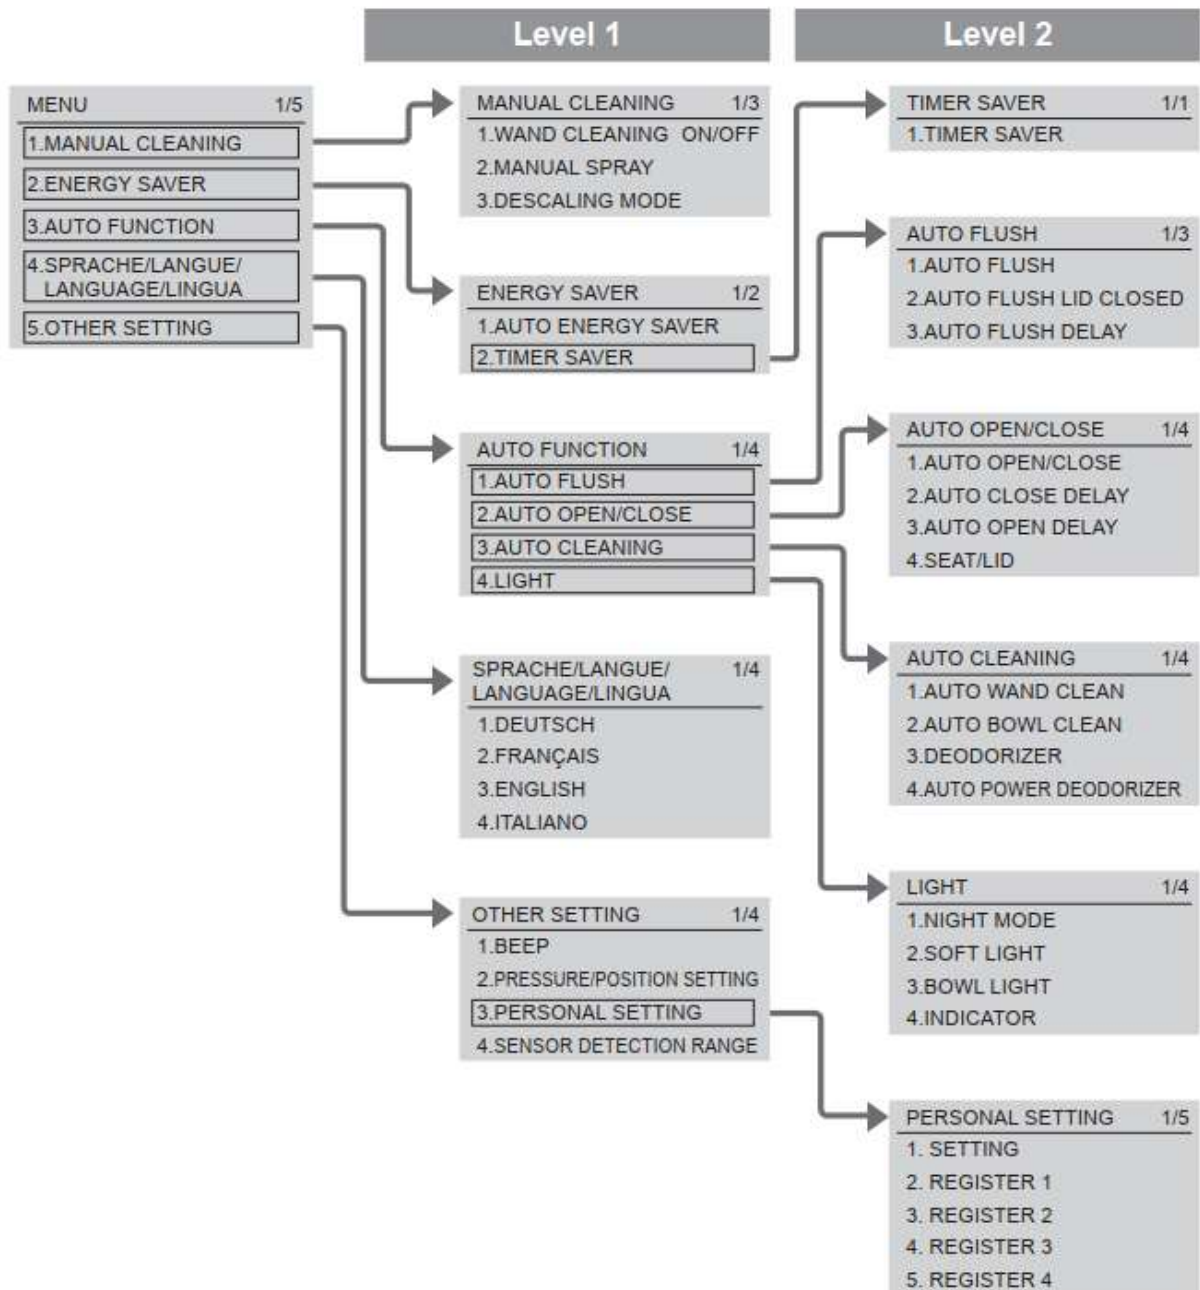 Level 1
Level 2
MENU 1/5
1.MANUAL CLEANING
2.ENERGY SAVER
3.AUTO FUNCTION
4.SPRACHE/LANGUE/
LANGUAGE/LINGUA
5.OTHER SETTING
MANUAL CLEANING 1/3
1.WAND CLEANING ON/OFF
2.MANUAL SPRAY
3.DESCALING MODE
ENERGY SAVER 1/2
1.AUTO ENERGY SAVER
2.TIMER SAVER
AUTO FUNCTION 1/4
1.AUTO FLUSH
2.AUTO OPEN/CLOSE
3.AUTO CLEANING
4.LIGHT
SPRACHE/LANGUE/ 1/4
LANGUAGE/LINGUA
1.DEUTSCH
2.FRANÇAIS
3.ENGLISH
4.ITALIANO
OTHER SETTING 1/4
1.BEEP
2.PRESSURE/POSITION SETTING
3.PERSONAL SETTING
4.SENSOR DETECTION RANGE
TIMER SAVER 1/1
1.TIMER SAVER
AUTO FLUSH 1/3
1.AUTO FLUSH
2.AUTO FLUSH LID CLOSED
3.AUTO FLUSH DELAY
AUTO OPEN/CLOSE 1/4
1.AUTO OPEN/CLOSE
2.AUTO CLOSE DELAY
3.AUTO OPEN DELAY
4.SEAT/LID
AUTO CLEANING 1/4
1.AUTO WAND CLEAN
2.AUTO BOWL CLEAN
3.DEODORIZER
4.AUTO POWER DEODORIZER
LIGHT 1/4
1.NIGHT MODE
2.SOFT LIGHT
3.BOWL LIGHT
4.INDICATOR
PERSONAL SETTING 1/5
1. SETTING
2. REGISTER 1
3. REGISTER 2
4. REGISTER 3
5. REGISTER 4